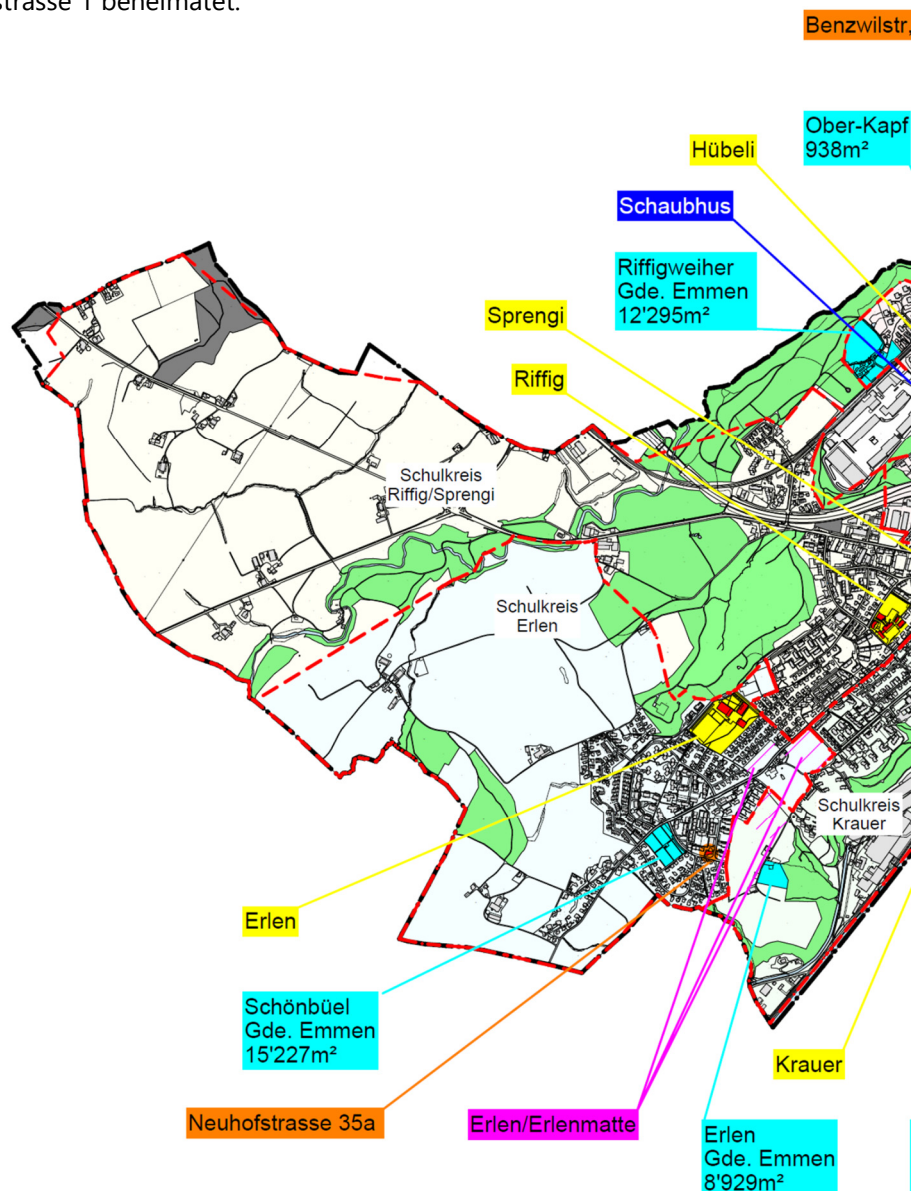 strasse 1 beheimatet.
Benzwilstr,
Ober-Kapf
938m²
Hübeli
Schaubhus
Riffigweiher
Gde. Emmen
12'295m²
Sprengi
Riffig
Schulkreis
Riffig/Sprengi
Schulkreis
Erlen
Schulkreis
Krauer
Erlen
Schönbüel
Gde. Emmen
15'227m²
Krauer
Neuhofstrasse 35a
Erlen/Erlenmatte
Erlen
Gde. Emmen
8'929m²